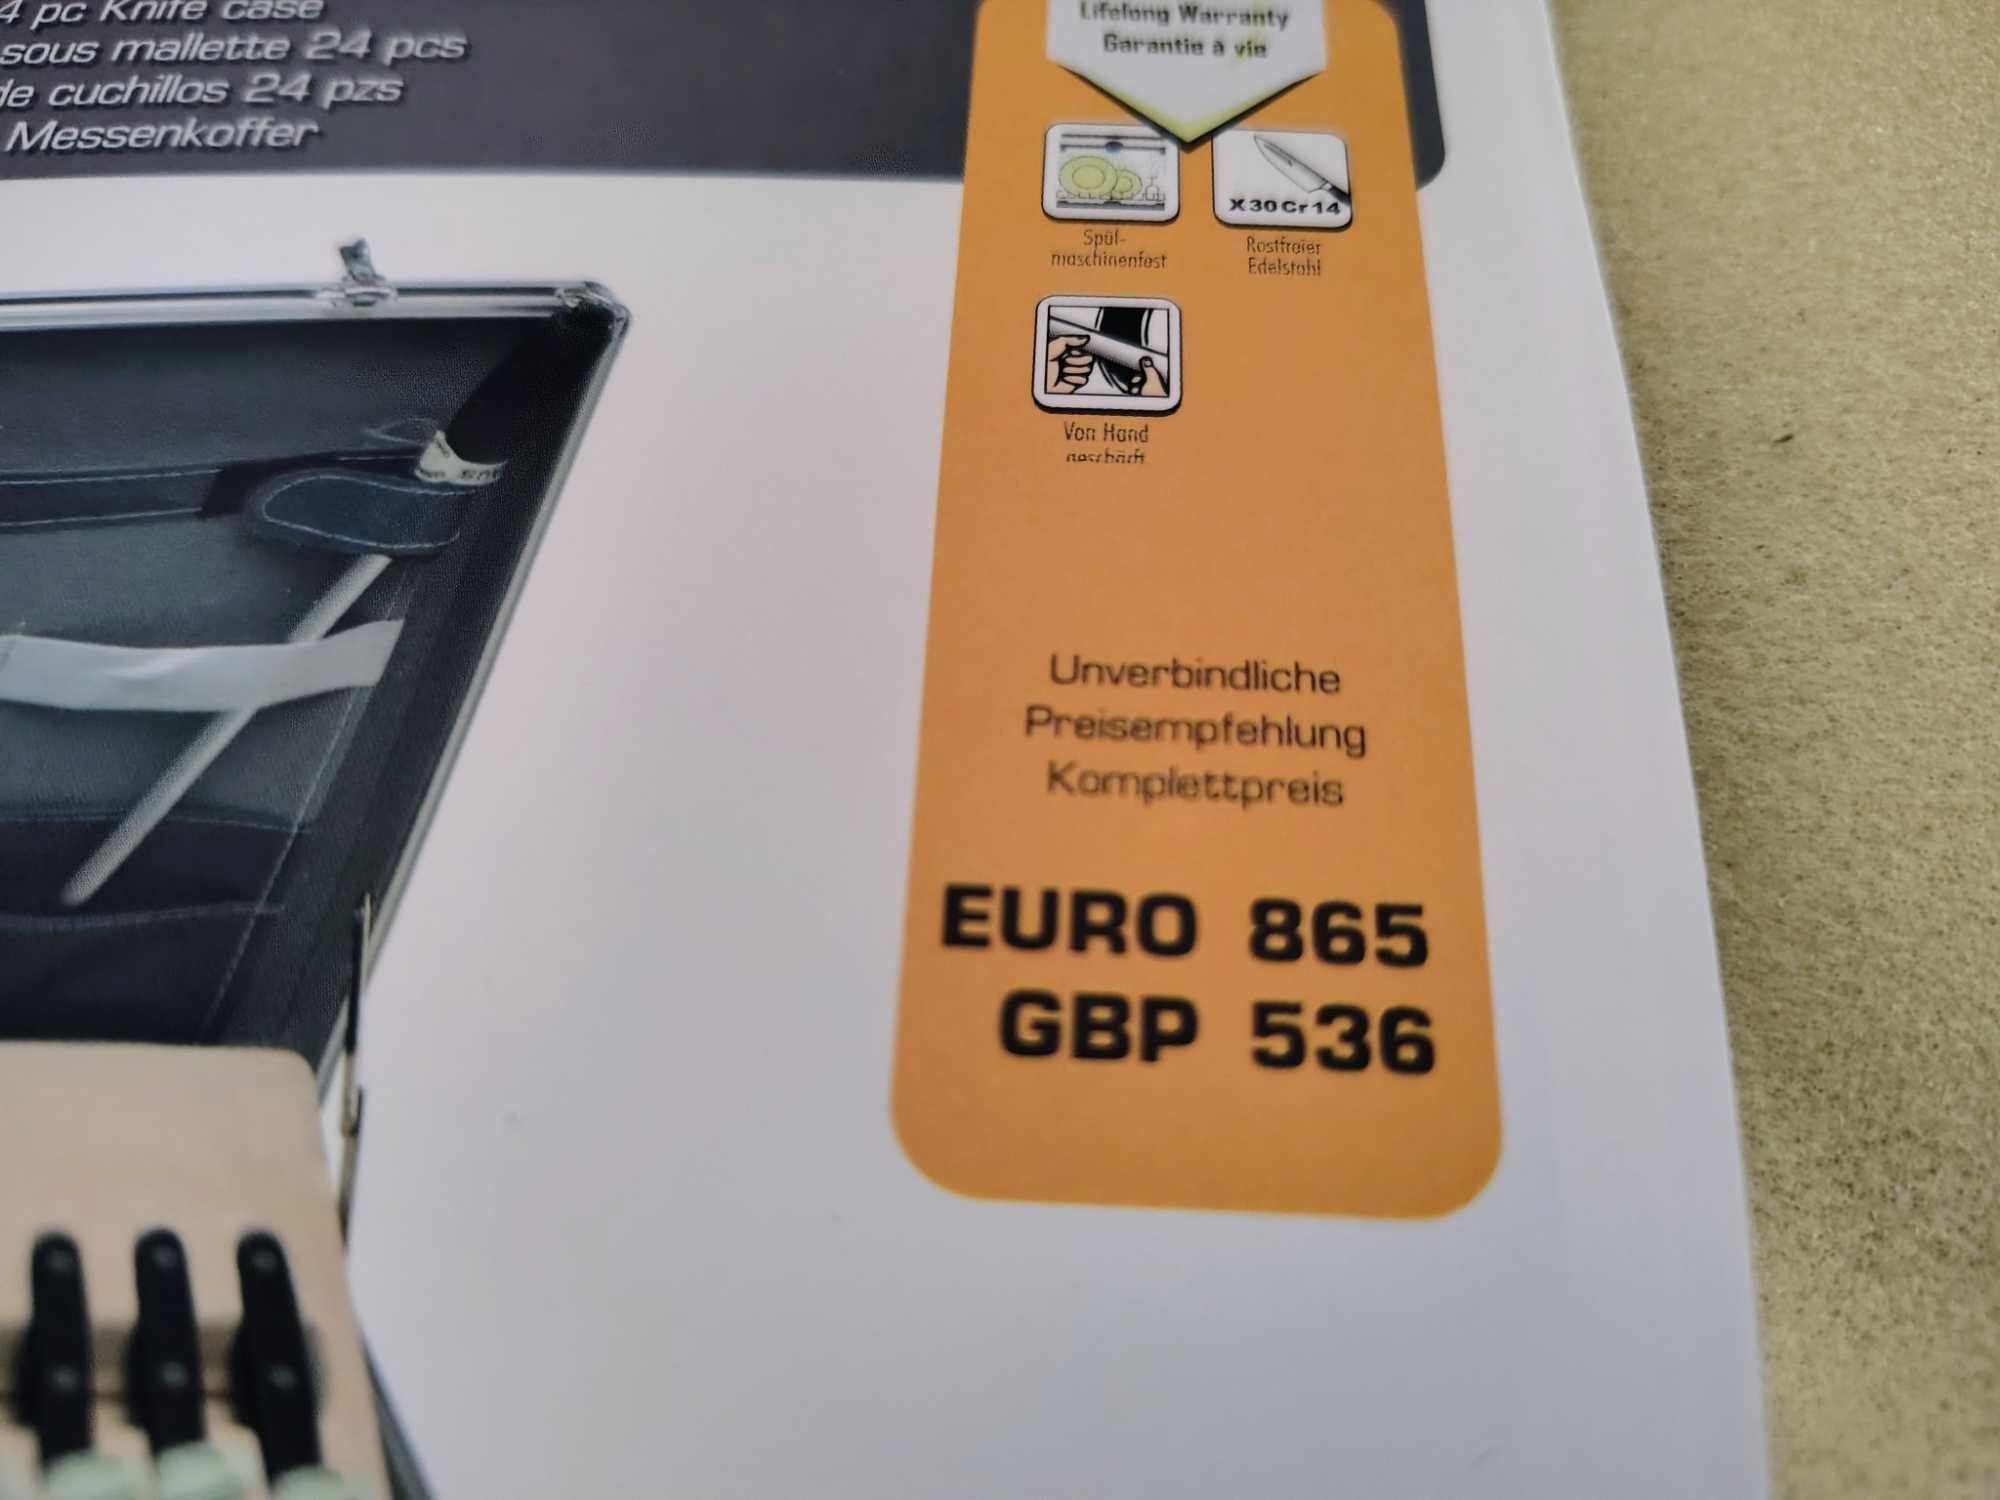 4 pc Knife case
sous mallette 24 pcs
de cuchillos 24 pzs
Messenkoffer
Lifelong Warranty
Garantie à vie
X30Cr14
Spül-
maschinenfest
Rostfreier
Edelstahl
Von Hand
geschärft
Unverbindliche
Preisempfehlung
Komplettpreis
EURO 865
GBP 536